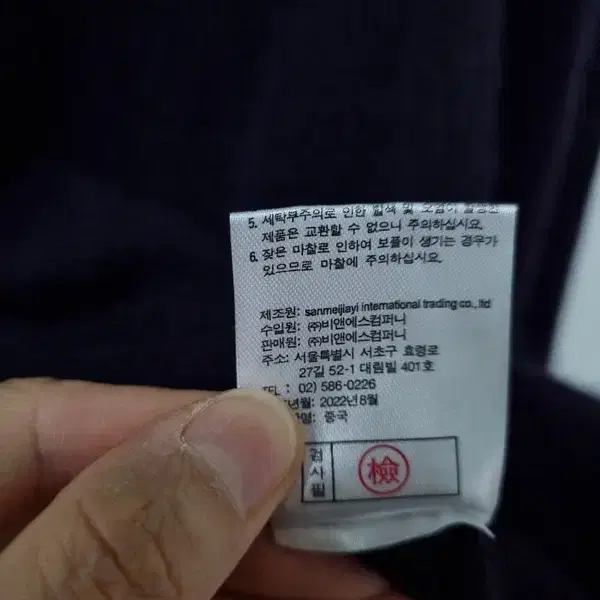 5. 세탁부주의로 인한 탈색 및 오염이 발생한
제품은 교환할 수 없으니 주의하십시요.
6. 잦은 마찰로 인하여 보풀이 생기는 경우가
있으므로 마찰에 주의하십시요.
제조원: sanmeijiayi international trading co., ltd
수입원: ㈜비앤에스컴퍼니
판매원: ㈜비앤에스컴퍼니
주소: 서울특별시 서초구 효령로
27길 52-1 대림빌 401호
TEL : 02) 586-0226
년월: 2022년8월
명: 중국
검사필
檢